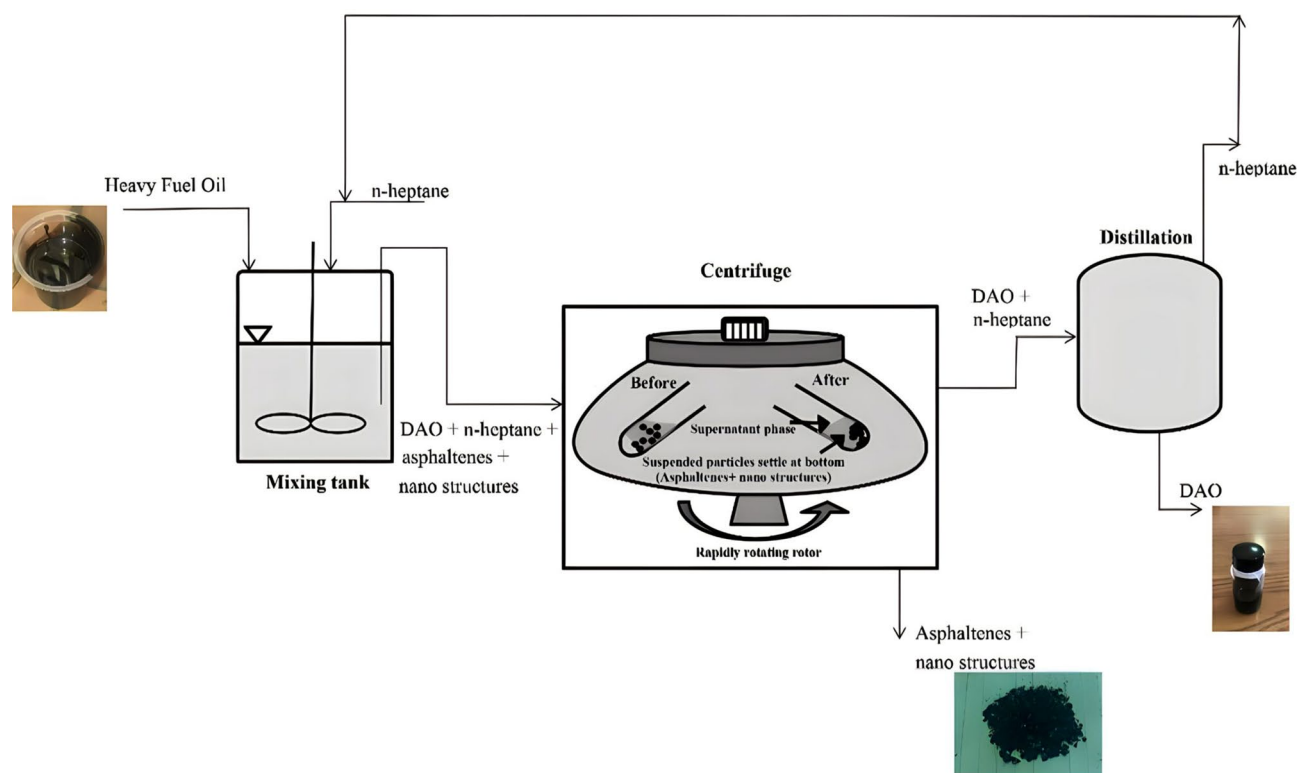 Heavy Fuel Oil
n-heptane
n-heptane
Distillation
Centrifuge
DAO +
n-heptane
Before
After
Supernatant phase
Suspended particles settle at bottom
(Asphaltenes+ nano structures)
Rapidly rotating rotor
DAO + n-heptane +
asphaltenes +
nano structures
Mixing tank
DAO
Asphaltenes +
nano structures